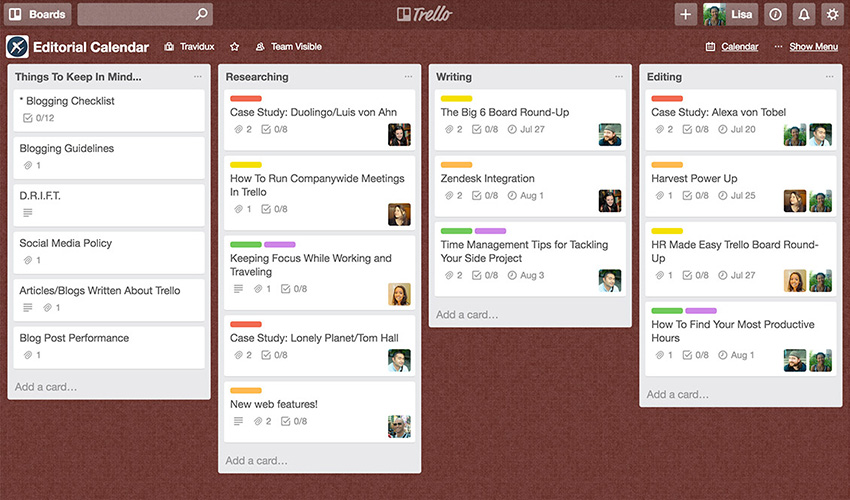 Boards
Trello
Lisa
Editorial Calendar
Travidux
Team Visible
Calendar
... Show Menu
Things To Keep In Mind...
* Blogging Checklist
0/12
Blogging Guidelines
1
D.R.I.F.T.
Social Media Policy
1
Articles/Blogs Written About Trello
1
Blog Post Performance
1
Add a card...
Researching
Case Study: Duolingo/Luis von Ahn
2 0/8
How To Run Companywide Meetings
In Trello
1 0/8
Keeping Focus While Working and
Traveling
1 0/8
Case Study: Lonely Planet/Tom Hall
2 0/8
New web features!
2 0/8
Add a card...
Writing
The Big 6 Board Round-Up
2 0/8 Jul 27
Zendesk Integration
2 0/8 Aug 1
Time Management Tips for Tackling
Your Side Project
2 0/8 Aug 3
Add a card...
Editing
Case Study: Alexa von Tobel
2 0/8 Jul 20
Harvest Power Up
1 0/8 Jul 25
HR Made Easy Trello Board Round-
Up
1 0/8 Jul 27
How To Find Your Most Productive
Hours
1 0/8 Aug 1
Add a card...